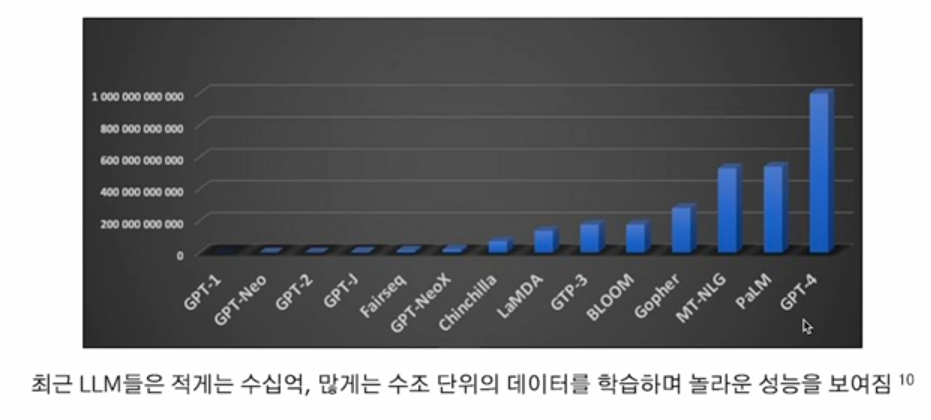 1 000 000 000 000
800 000 000 000
600 000 000 000
400 000 000 000
200 000 000 000
0
GPT-1
GPT-Neo
GPT-2
GPT-J
Fairseq
GPT-NeoX
Chinchilla
LaMDA
GTP-3
BLOOM
Gopher
MT-NLG
PaLM
GPT-4
최근 LLM들은 적게는 수십억, 많게는 수조 단위의 데이터를 학습하며 놀라운 성능을 보여짐 10